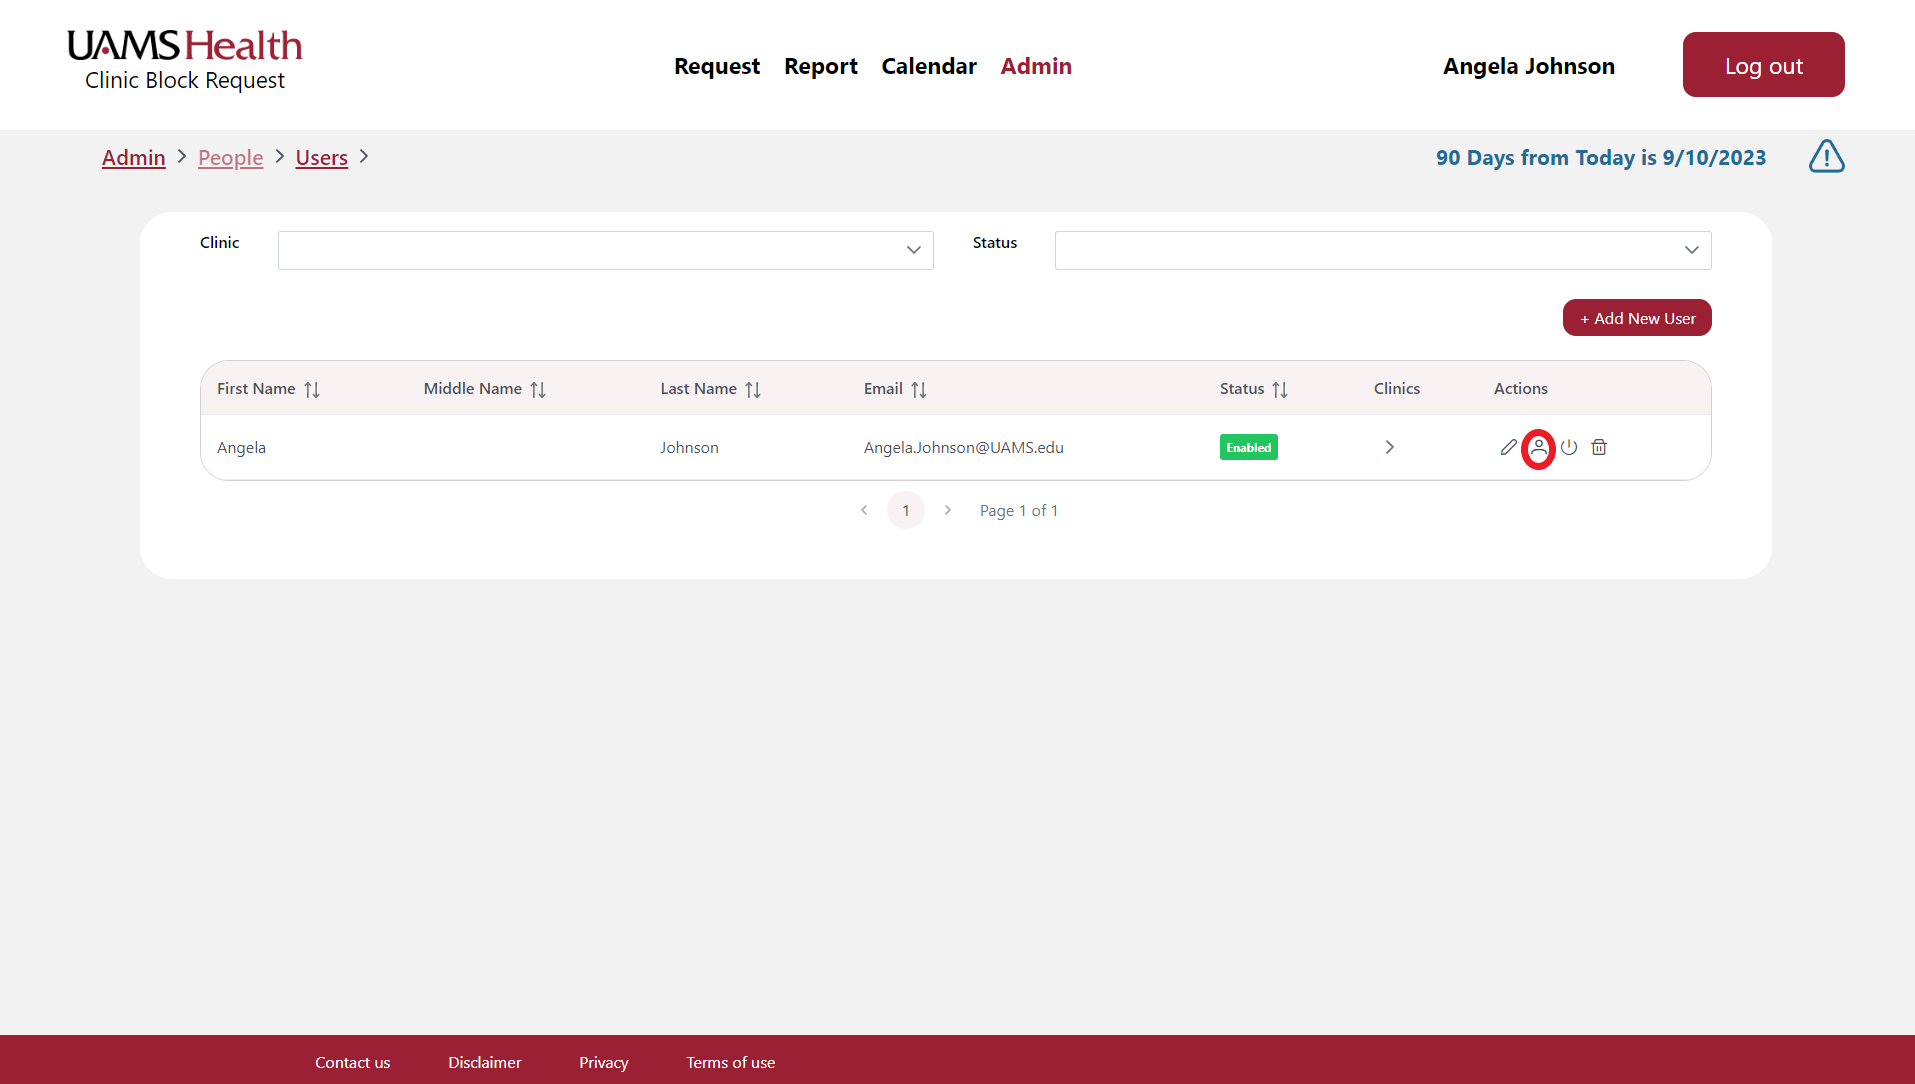 UAMS Health
Clinic Block Request
Request Report Calendar Admin
Angela Johnson
Log out
Admin > People > Users >
90 Days from Today is 9/10/2023
Clinic
Status
+ Add New User
First Name Middle Name Last Name Email Status Clinics Actions
Angela Johnson Angela.Johnson@UAMS.edu Enabled
1 Page 1 of 1
Contact us Disclaimer Privacy Terms of use